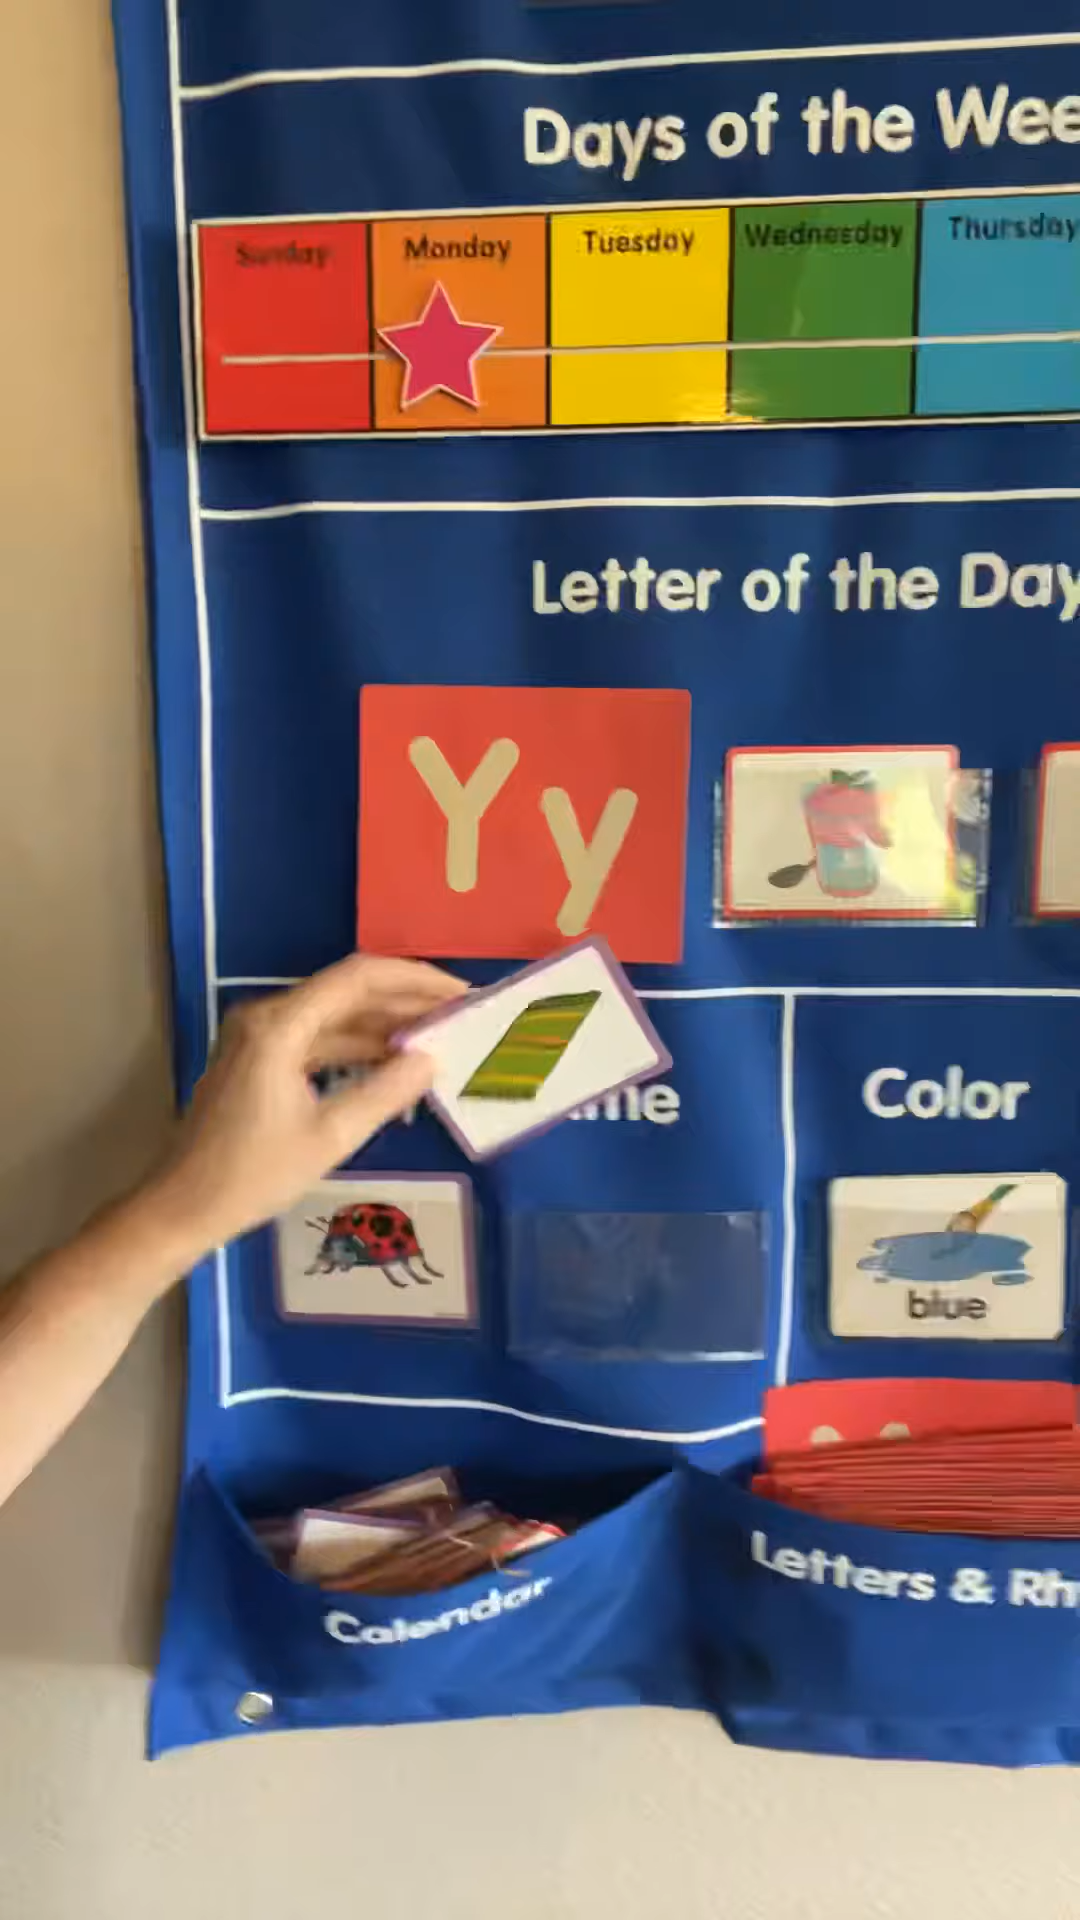 Days of the Wee
Sunday Monday Tuesday Wednesday Thursday
Letter of the Day
Yy
Color
blue
Calendar
Letters & Rh